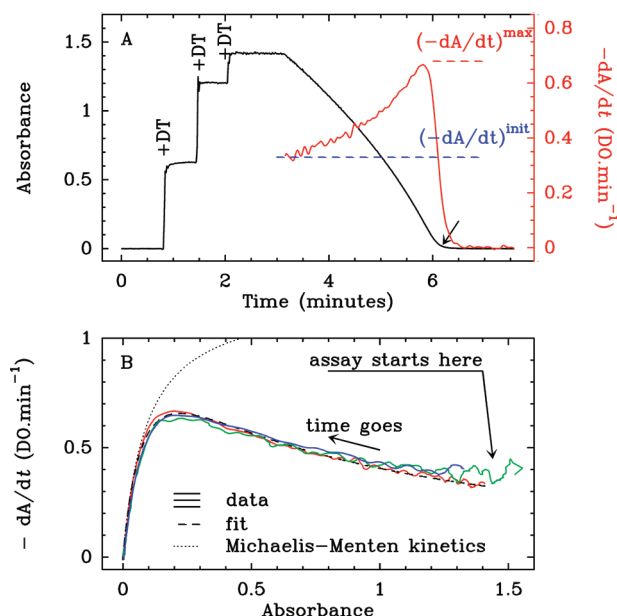 A
+DT
+DT
+DT
(−dA/dt)max
(−dA/dt)init
Absorbance
1.5
1
0.5
0
0.8
0.6
0.4
0.2
0.0
−dA/dt (DO.min−1)
0
2
4
6
Time (minutes)
B
assay starts here
time goes
data
fit
Michaelis−Menten kinetics
− dA/dt (DO.min−1)
1
0.5
0
0
0.5
1
1.5
Absorbance